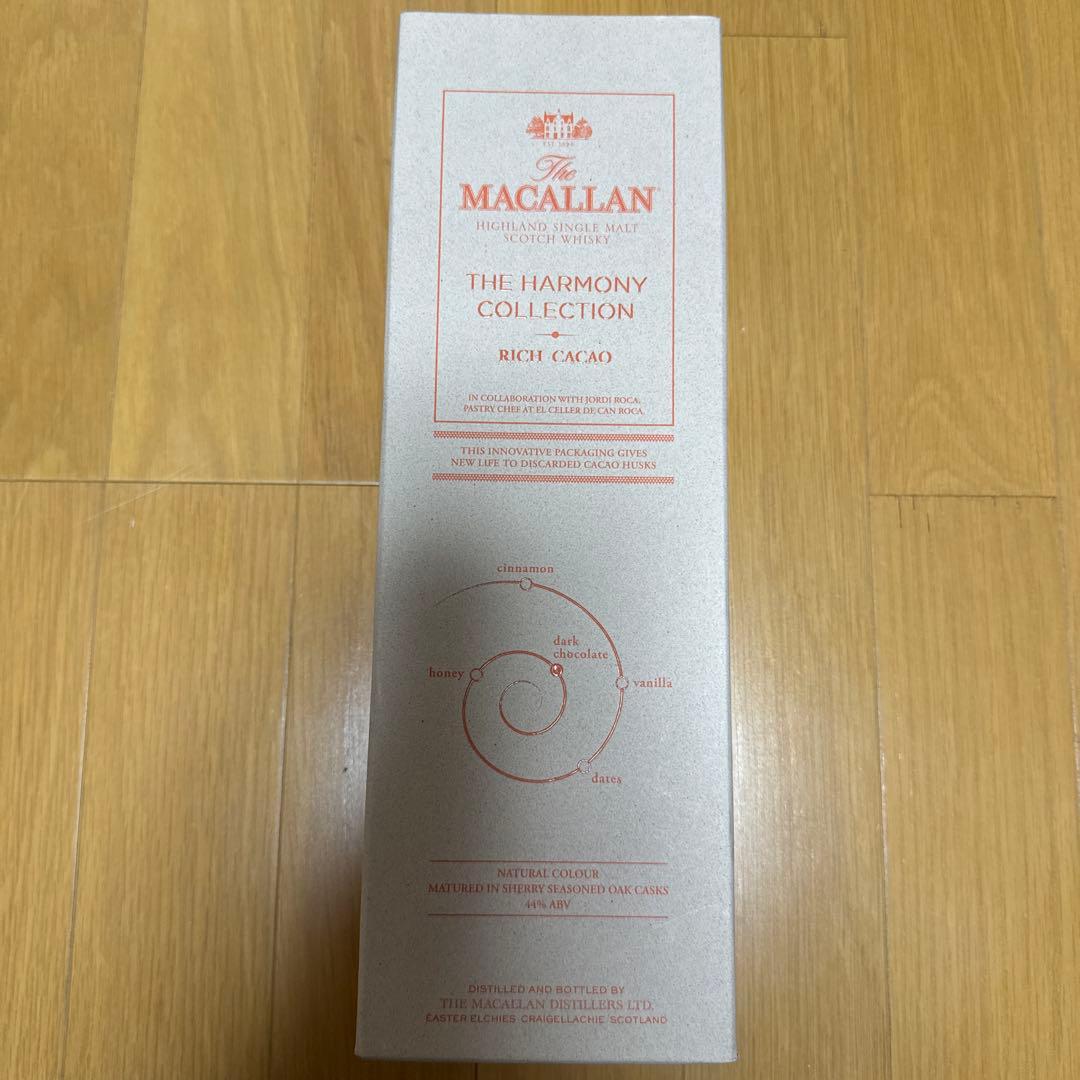 EST. 1824
The
MACALLAN
HIGHLAND SINGLE MALT
SCOTCH WHISKY
THE HARMONY
COLLECTION
RICH CACAO
IN COLLABORATION WITH JORDI ROCA,
PASTRY CHEF AT EL CELLER DE CAN ROCA.
THIS INNOVATIVE PACKAGING GIVES
NEW LIFE TO DISCARDED CACAO HUSKS
cinnamon
dark
chocolate
honey
vanilla
dates
NATURAL COLOUR
MATURED IN SHERRY SEASONED OAK CASKS
44% ABV
DISTILLED AND BOTTLED BY
THE MACALLAN DISTILLERS LTD.
EASTER ELCHIES CRAIGELLACHIE SCOTLAND